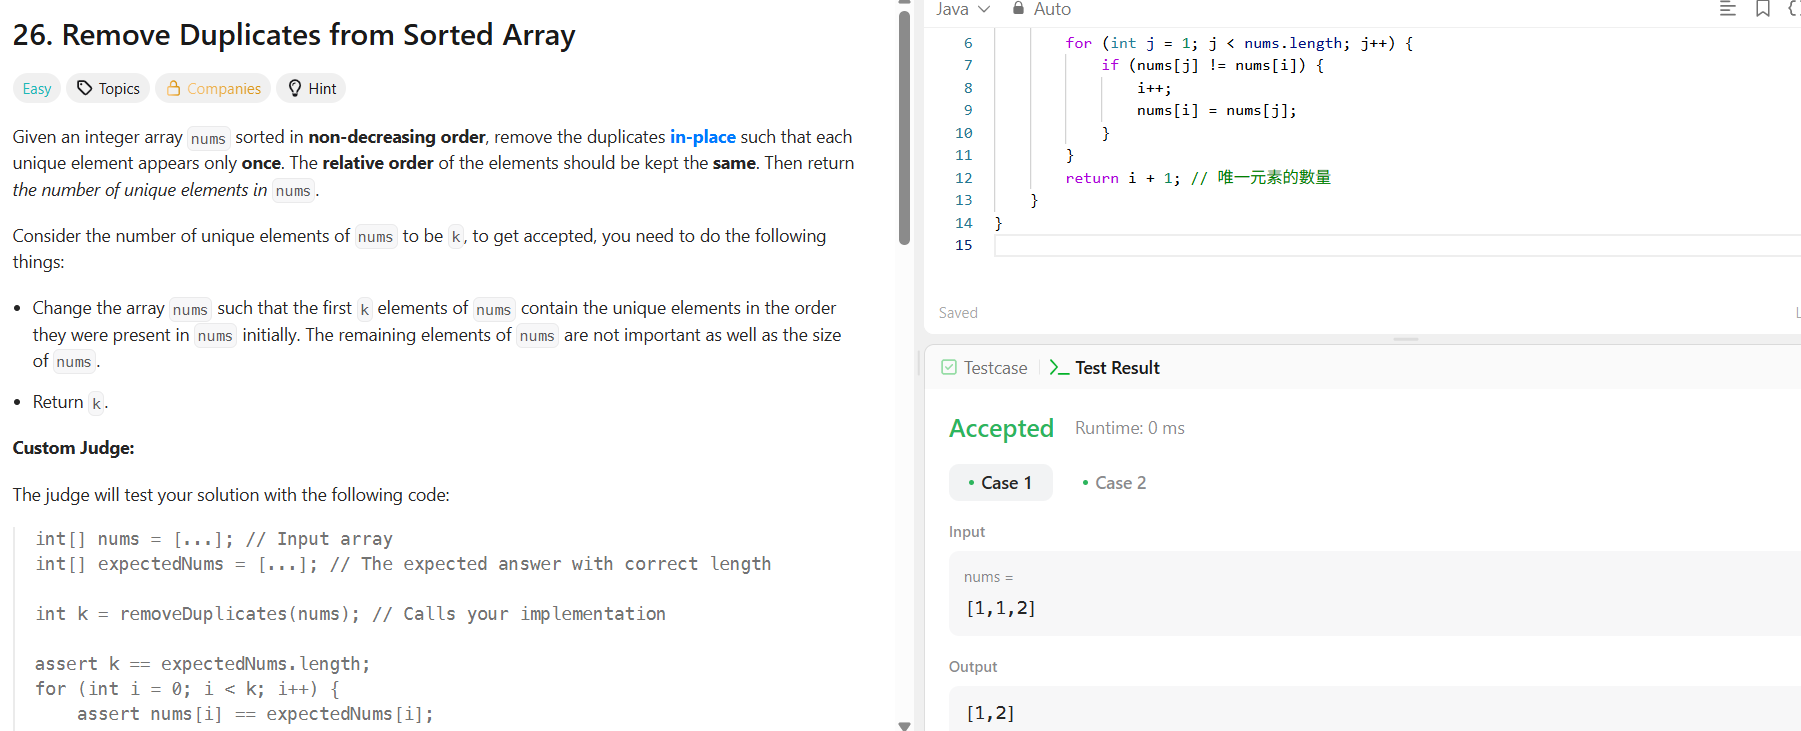 26. Remove Duplicates from Sorted Array
Easy Topics Companies Hint
Given an integer array nums sorted in non-decreasing order, remove the duplicates in-place such that each
unique element appears only once. The relative order of the elements should be kept the same. Then return
the number of unique elements in nums.
Consider the number of unique elements of nums to be k, to get accepted, you need to do the following
things:
• Change the array nums such that the first k elements of nums contain the unique elements in the order
they were present in nums initially. The remaining elements of nums are not important as well as the size
of nums.
• Return k.
Custom Judge:
The judge will test your solution with the following code:
int[] nums = [...]; // Input array
int[] expectedNums = [...]; // The expected answer with correct length
int k = removeDuplicates(nums); // Calls your implementation
assert k == expectedNums.length;
for (int i = 0; i < k; i++) {
    assert nums[i] == expectedNums[i];
Java Auto
6 for (int j = 1; j < nums.length; j++) {
7 if (nums[j] != nums[i]) {
8 i++;
9 nums[i] = nums[j];
10 }
11 }
12 return i + 1; // 唯一元素的數量
13 }
14 }
15
Saved
Testcase >_ Test Result
Accepted Runtime: 0 ms
• Case 1 • Case 2
Input
nums =
[1,1,2]
Output
[1,2]